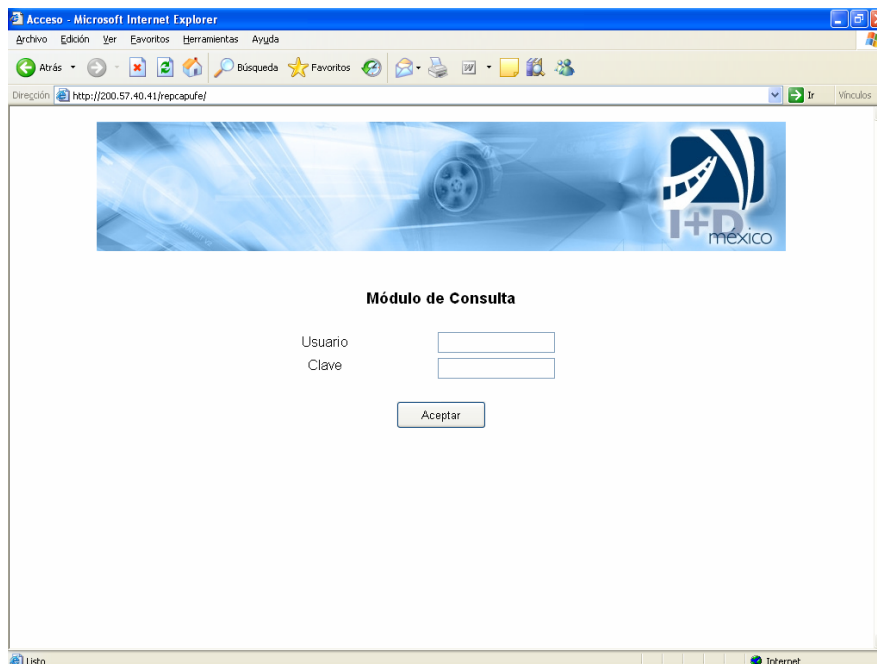 Acceso - Microsoft Internet Explorer
Archivo Edición Ver Favoritos Herramientas Ayuda
Atrás Búsqueda Favoritos
Dirección http://200.57.40.41/repcapufe/ Ir Vínculos
I+D
mexico
Módulo de Consulta
Usuario
Clave
Aceptar
Listo Internet